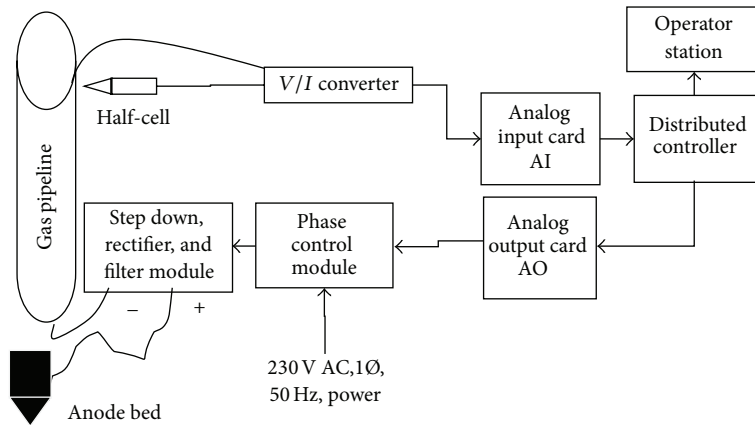 Operator
station
V/I converter
Half-cell
Analog
input card
AI
Distributed
controller
Gas pipeline
Step down,
rectifier, and
filter module
Phase
control
module
Analog
output card
AO
− +
230 V AC,1Ø,
50 Hz, power
Anode bed